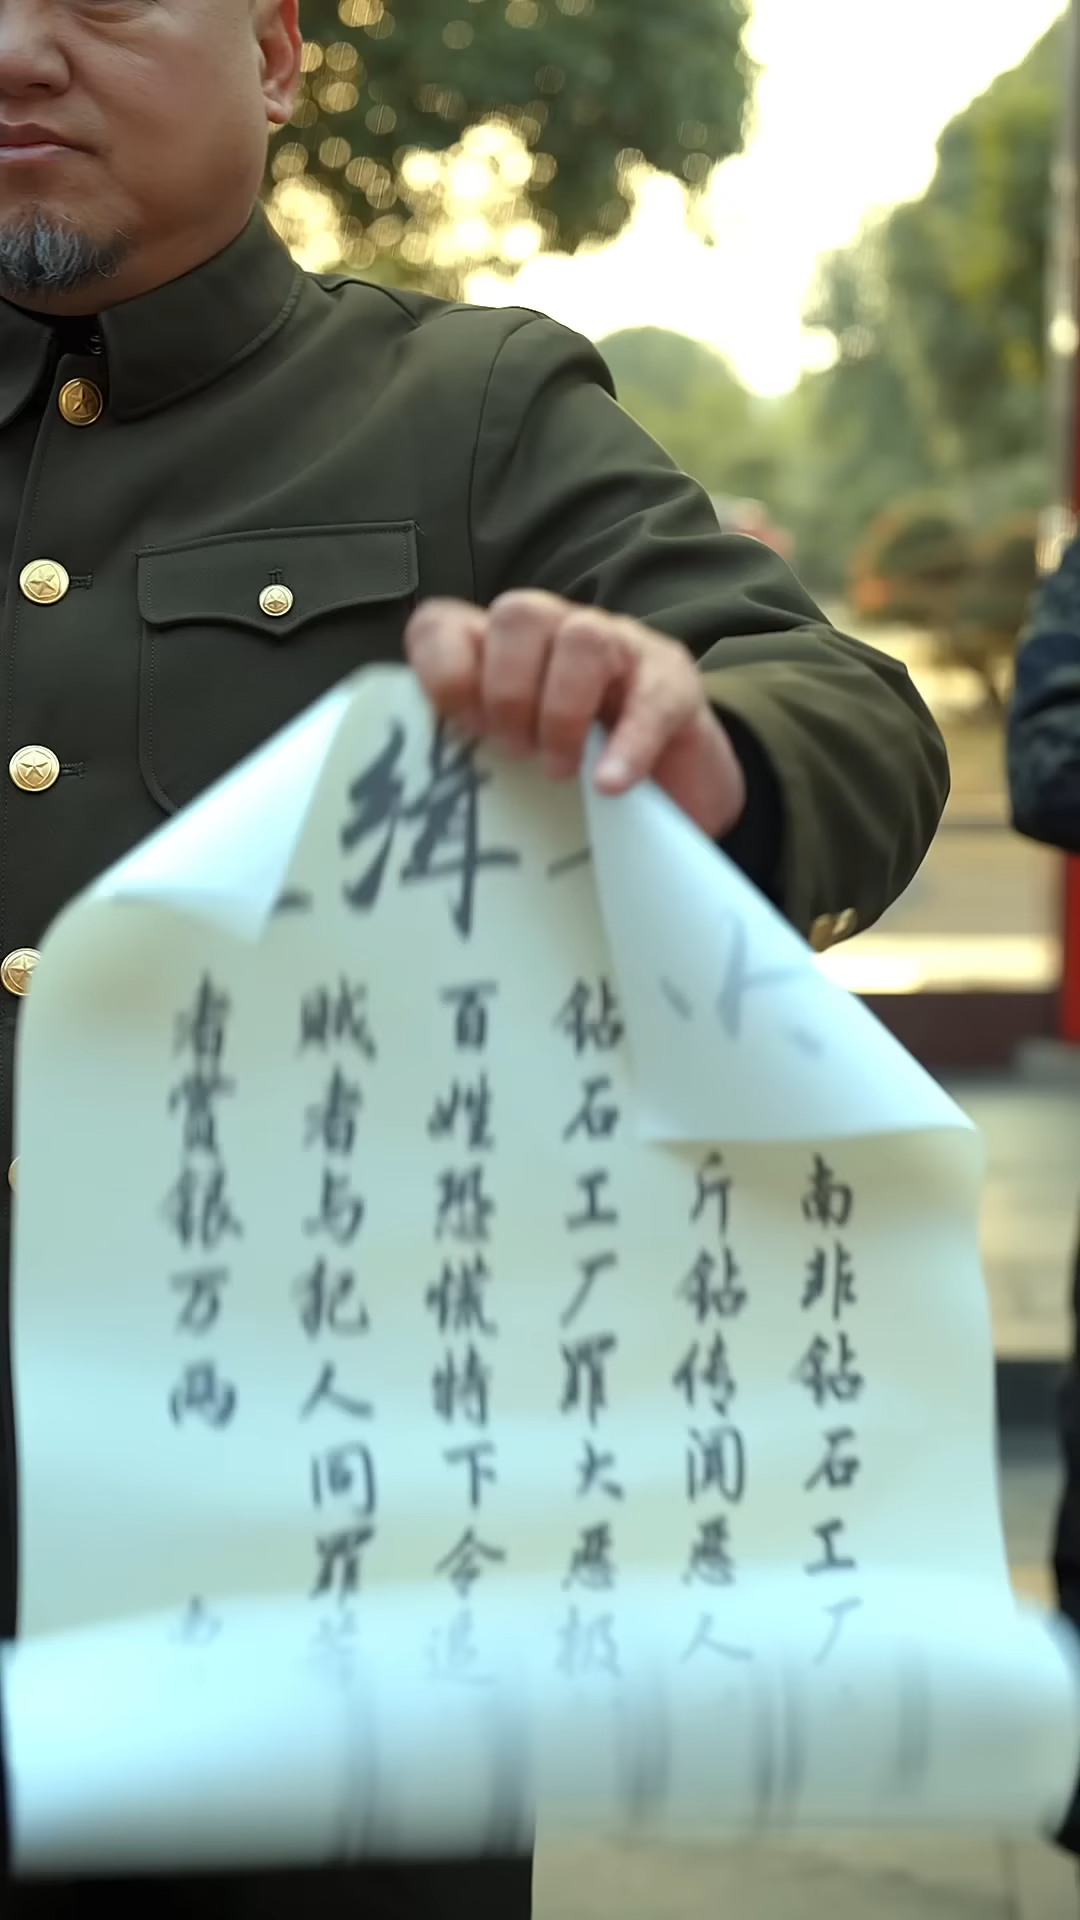 缉
南非钻石工厂
斤钻传闻恶人
钻石工厂罪大恶极
百姓恐慌特下令追
贼者与犯人同罪
者赏银万两